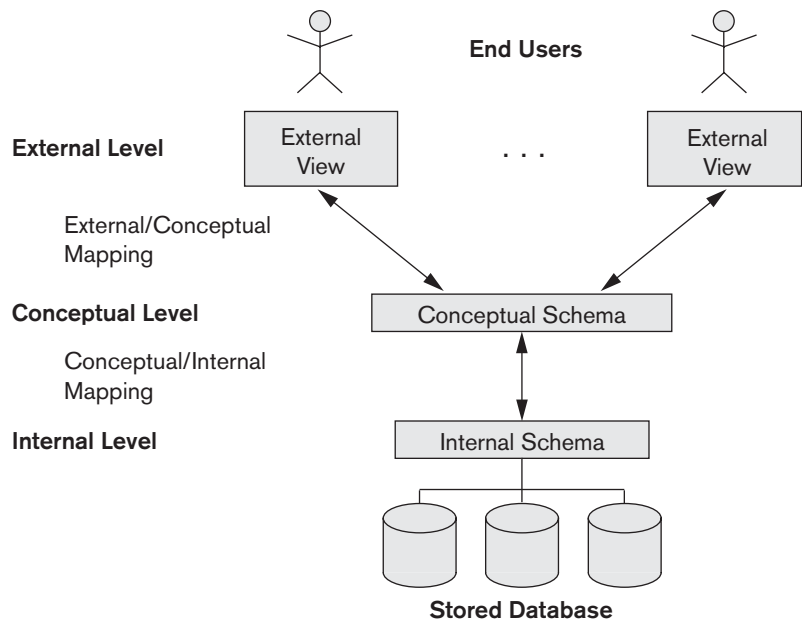 End Users
External Level
External
View
. . .
External
View
External/Conceptual
Mapping
Conceptual Level
Conceptual Schema
Conceptual/Internal
Mapping
Internal Level
Internal Schema
Stored Database